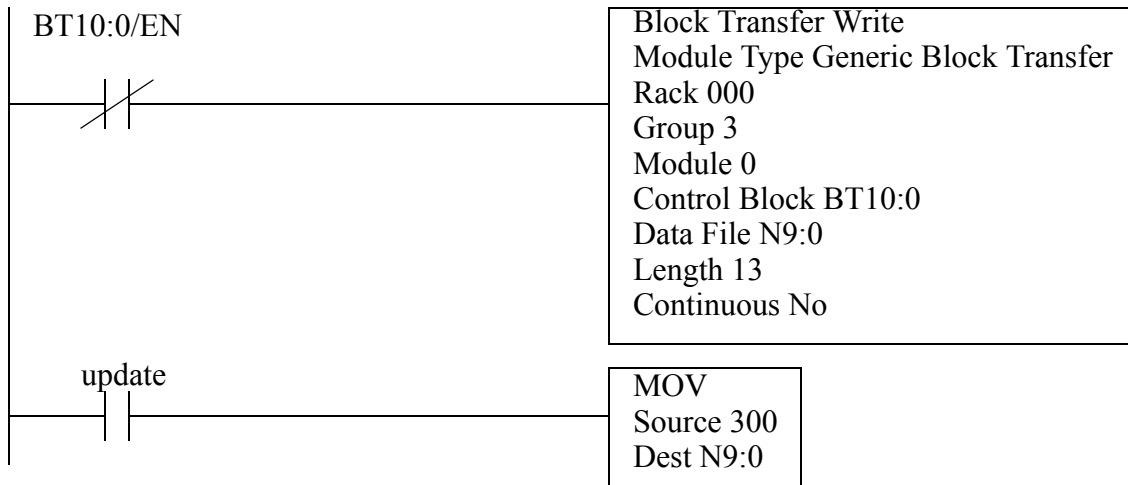 BT10:0/EN
Block Transfer Write
Module Type Generic Block Transfer
Rack 000
Group 3
Module 0
Control Block BT10:0
Data File N9:0
Length 13
Continuous No
update
MOV
Source 300
Dest N9:0